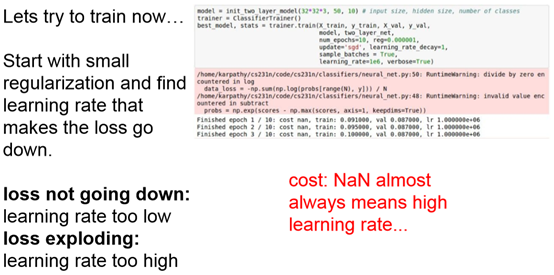 Lets try to train now…
Start with small
regularization and find
learning rate that
makes the loss go
down.
loss not going down:
learning rate too low
loss exploding:
learning rate too high
model = init_two_layer_model(32*32*3, 50, 10) # input size, hidden size, number of classes
trainer = ClassifierTrainer()
best_model, stats = trainer.train(X_train, y_train, X_val, y_val,
model, two_layer_net,
num_epochs=10, reg=0.000001,
update='sgd', learning_rate_decay=1,
sample_batches = True,
learning_rate=1e6, verbose=True)
/home/karpathy/cs231n/code/cs231n/classifiers/neural_net.py:50: RuntimeWarning: divide by zero en
countered in log
data_loss = -np.sum(np.log(probs[range(N), y])) / N
/home/karpathy/cs231n/code/cs231n/classifiers/neural_net.py:48: RuntimeWarning: invalid value enc
ountered in subtract
probs = np.exp(scores - np.max(scores, axis=1, keepdims=True))
Finished epoch 1 / 10: cost nan, train: 0.091000, val 0.087000, lr 1.000000e+06
Finished epoch 2 / 10: cost nan, train: 0.095000, val 0.087000, lr 1.000000e+06
Finished epoch 3 / 10: cost nan, train: 0.100000, val 0.087000, lr 1.000000e+06
cost: NaN almost
always means high
learning rate...